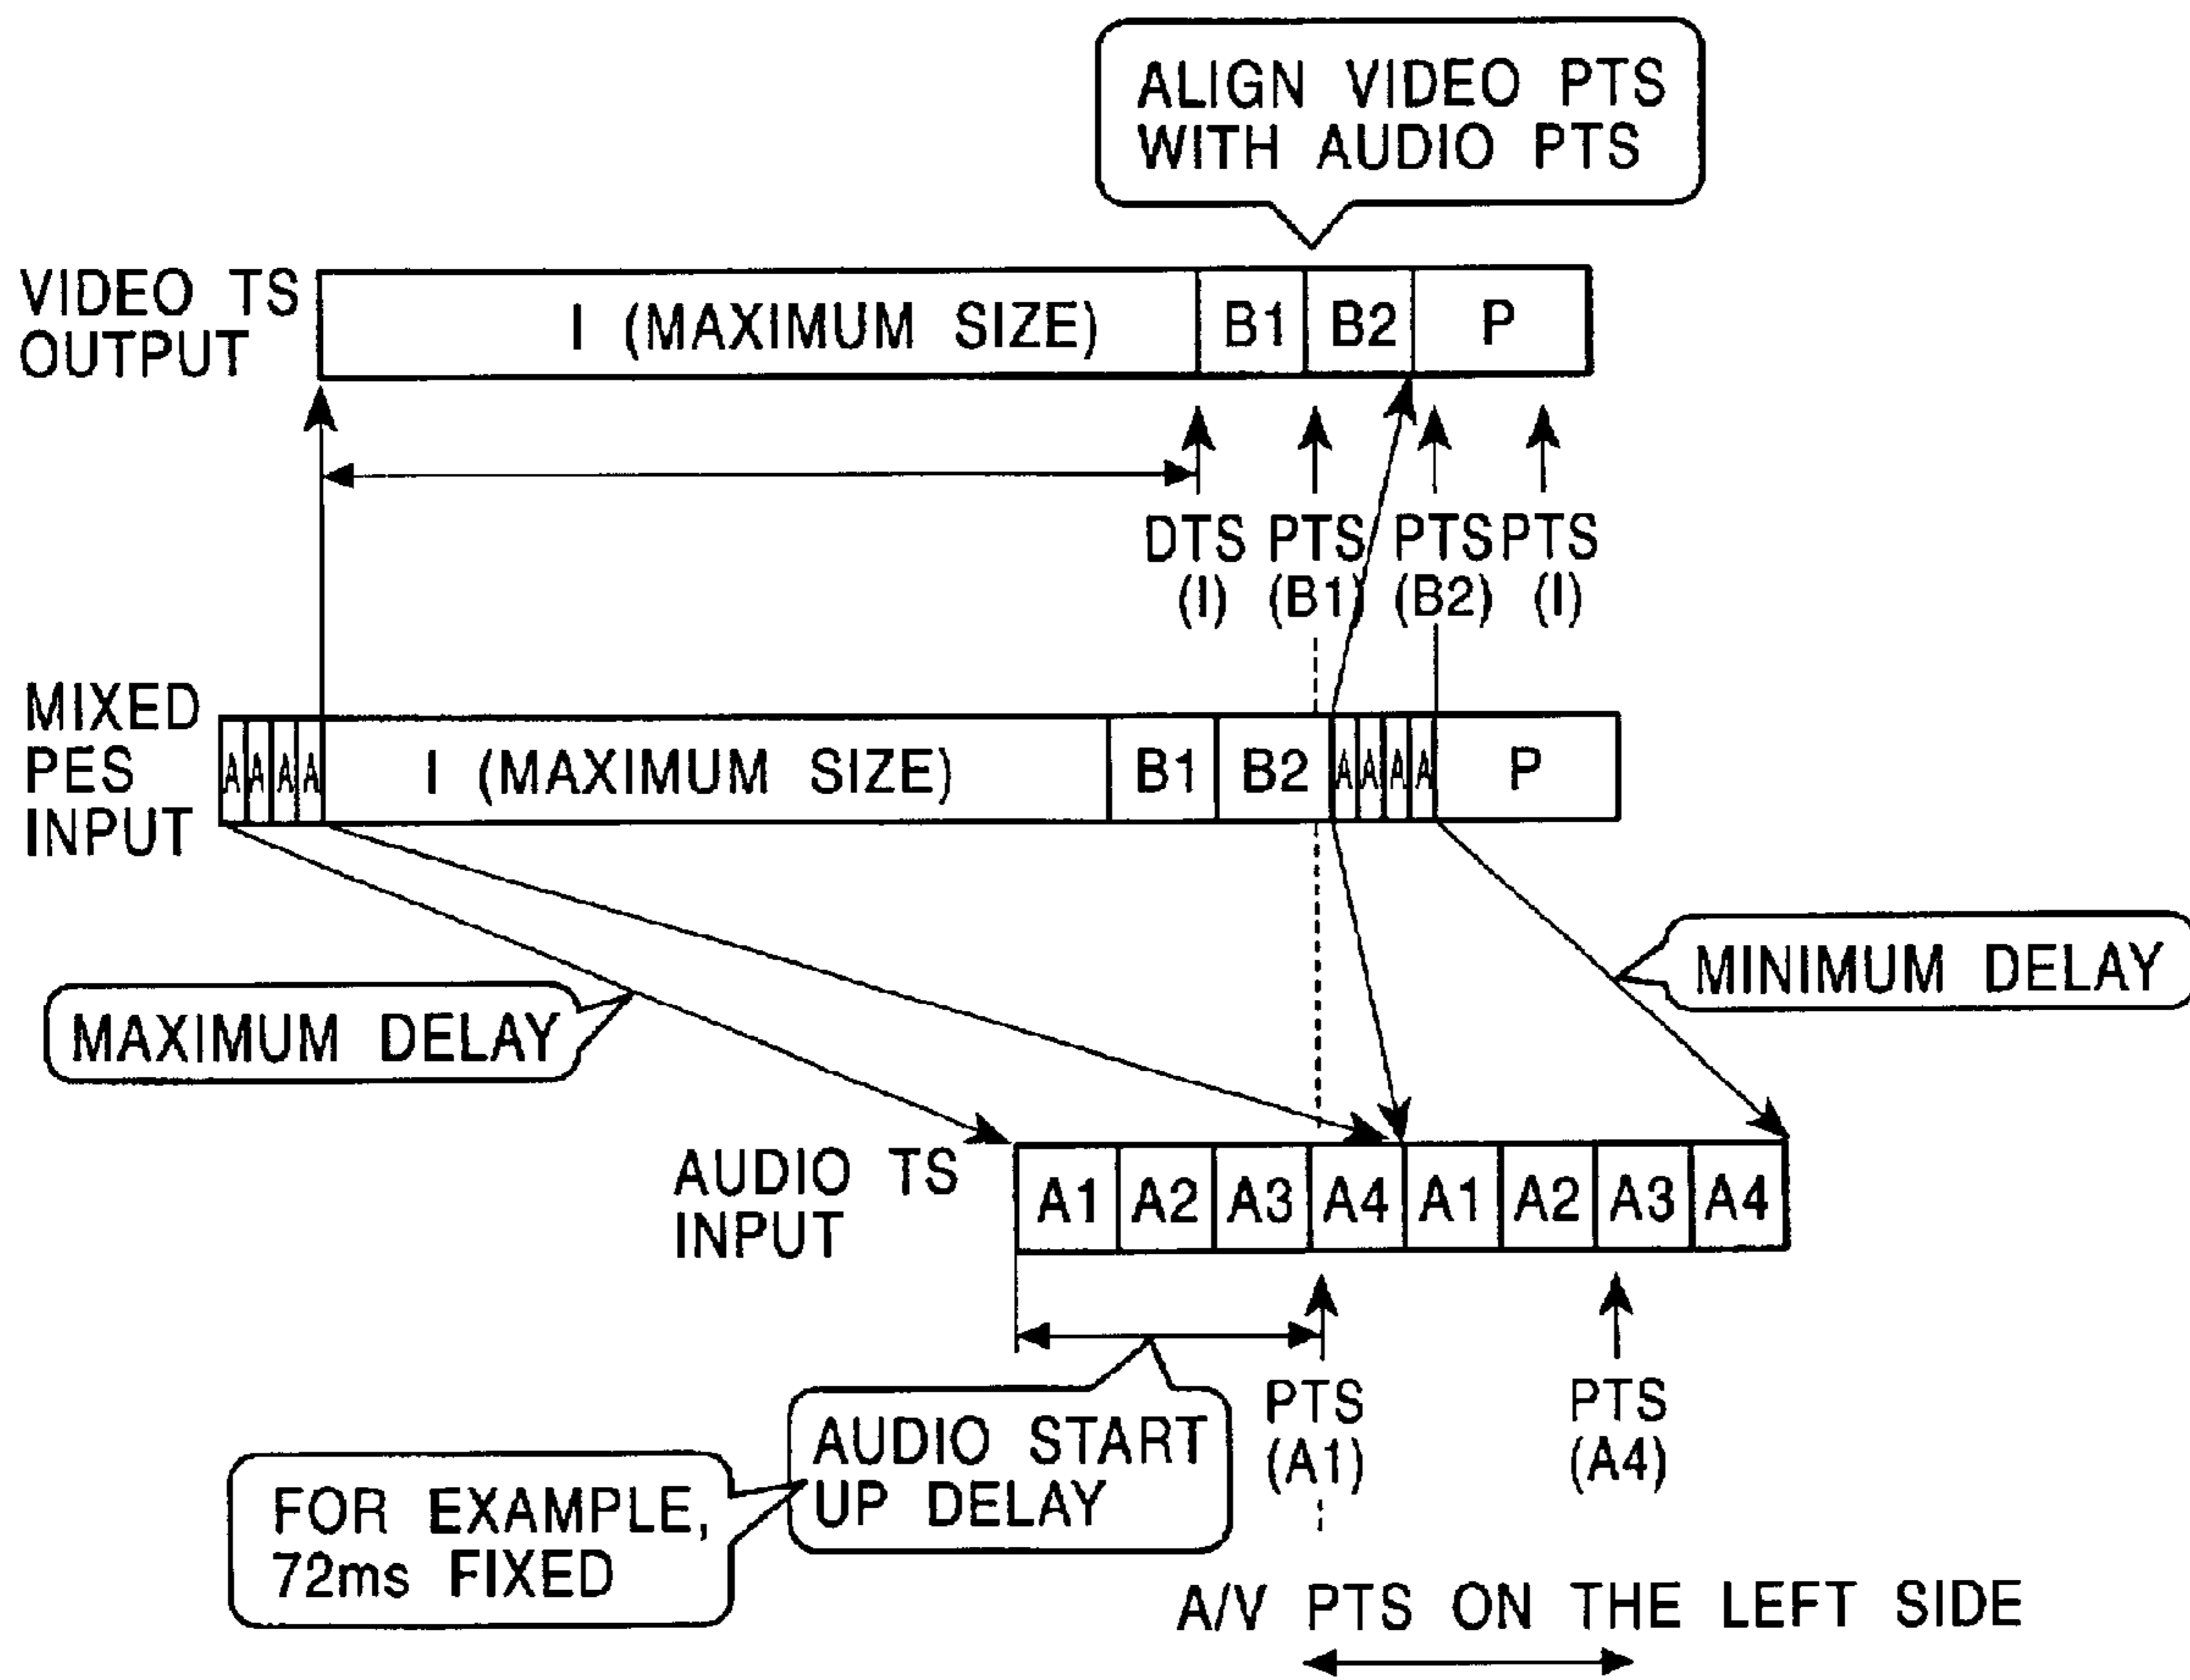 ALIGN VIDEO PTS
WITH AUDIO PTS
VIDEO TS
OUTPUT
I (MAXIMUM SIZE)
B1
B2
P
DTS
(I)
PTS
(B1)
PTS
(B2)
PTS
(I)
MIXED
PES
INPUT
A
A
A
A
I (MAXIMUM SIZE)
B1
B2
A
A
A
A
P
MAXIMUM DELAY
MINIMUM DELAY
AUDIO TS
INPUT
A1
A2
A3
A4
A1
A2
A3
A4
PTS
(A1)
PTS
(A4)
AUDIO START
UP DELAY
FOR EXAMPLE,
72ms FIXED
A/V PTS ON THE LEFT SIDE